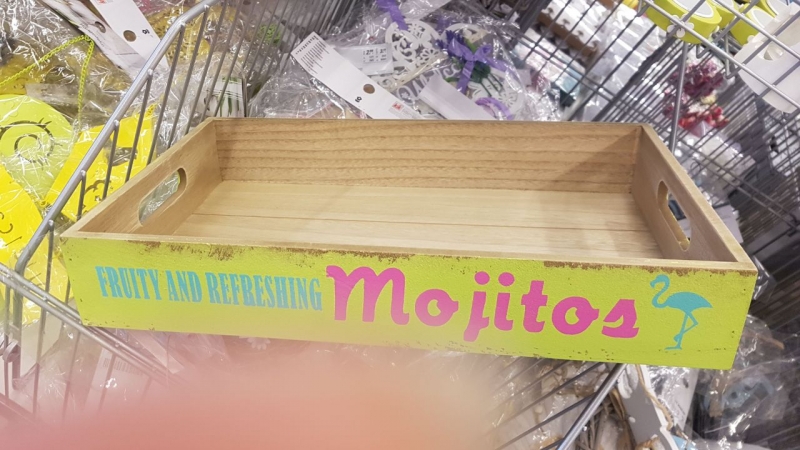 FRUITY AND REFRESHING Mojitos